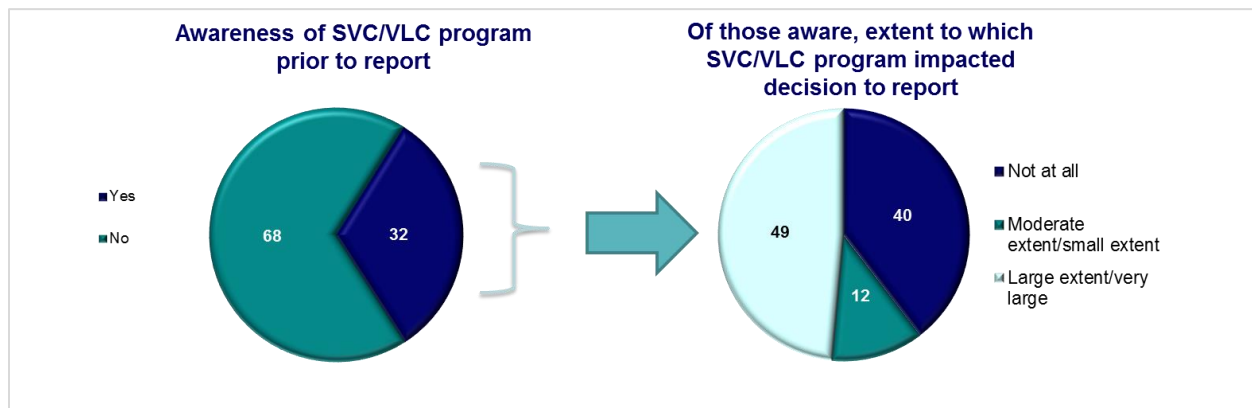 Awareness of SVC/VLC program
prior to report
Yes
No
68
32
Of those aware, extent to which
SVC/VLC program impacted
decision to report
49
40
12
Not at all
Moderate
extent/small extent
Large extent/very
large